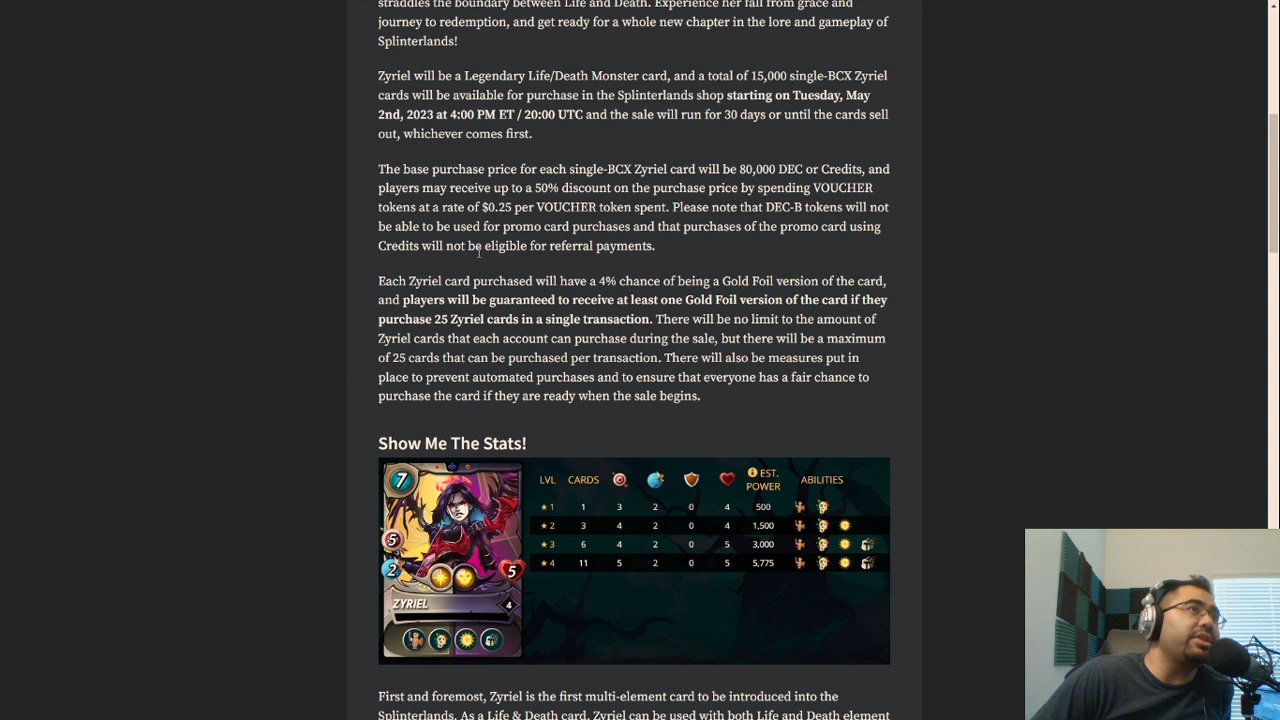 straddles the boundary between Life and Death. Experience her fall from grace and
journey to redemption, and get ready for a whole new chapter in the lore and gameplay of
Splinterlands!
Zyriel will be a Legendary Life/Death Monster card, and a total of 15,000 single-BCX Zyriel
cards will be available for purchase in the Splinterlands shop starting on Tuesday, May
2nd, 2023 at 4:00 PM ET / 20:00 UTC and the sale will run for 30 days or until the cards sell
out, whichever comes first.
The base purchase price for each single-BCX Zyriel card will be 80,000 DEC or Credits, and
players may receive up to a 50% discount on the purchase price by spending VOUCHER
tokens at a rate of $0.25 per VOUCHER token spent. Please note that DEC-B tokens will not
be able to be used for promo card purchases and that purchases of the promo card using
Credits will not be eligible for referral payments.
Each Zyriel card purchased will have a 4% chance of being a Gold Foil version of the card,
and players will be guaranteed to receive at least one Gold Foil version of the card if they
purchase 25 Zyriel cards in a single transaction. There will be no limit to the amount of
Zyriel cards that each account can purchase during the sale, but there will be a maximum
of 25 cards that can be purchased per transaction. There will also be measures put in
place to prevent automated purchases and to ensure that everyone has a fair chance to
purchase the card if they are ready when the sale begins.
Show Me The Stats!
7
5
2
5
ZYRIEL
4
LVL CARDS EST. POWER ABILITIES
1 1 3 2 0 4 500
2 3 4 2 0 4 1,500
3 6 4 2 0 5 3,000
4 11 5 2 0 5 5,775
First and foremost, Zyriel is the first multi-element card to be introduced into the
Splinterlands. As a Life & Death card, Zyriel can be used with both Life and Death element